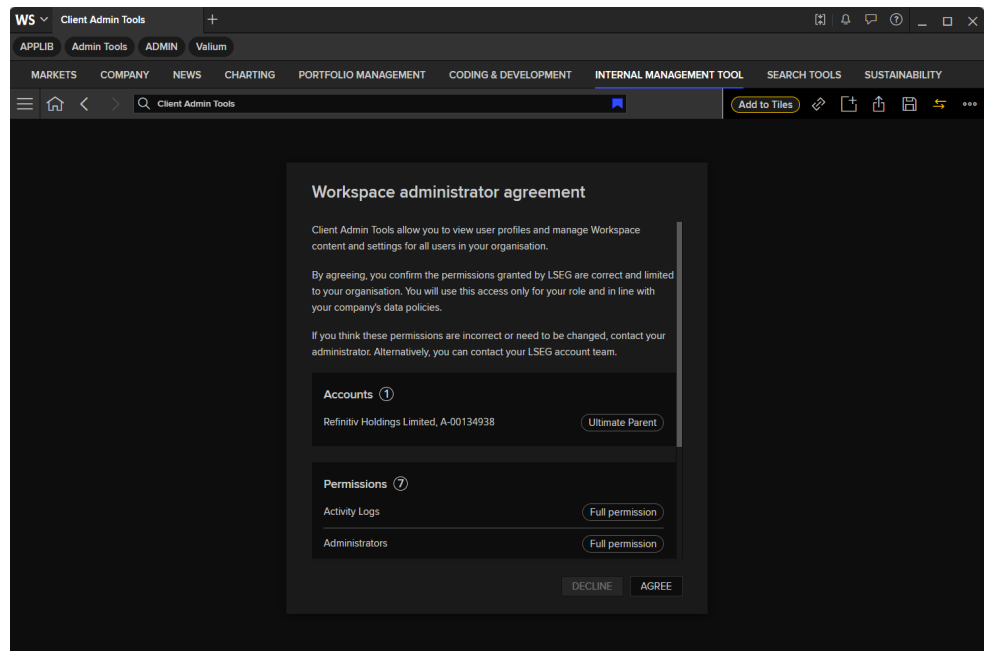 WS Client Admin Tools
APPLIB Admin Tools ADMIN Valium
MARKETS COMPANY NEWS CHARTING PORTFOLIO MANAGEMENT CODING & DEVELOPMENT INTERNAL MANAGEMENT TOOL SEARCH TOOLS SUSTAINABILITY
Client Admin Tools Add to Tiles
Workspace administrator agreement
Client Admin Tools allow you to view user profiles and manage Workspace
content and settings for all users in your organisation.
By agreeing, you confirm the permissions granted by LSEG are correct and limited
to your organisation. You will use this access only for your role and in line with
your company's data policies.
If you think these permissions are incorrect or need to be changed, contact your
administrator. Alternatively, you can contact your LSEG account team.
Accounts 1
Refinitiv Holdings Limited, A-00134938 Ultimate Parent
Permissions 7
Activity Logs Full permission
Administrators Full permission
DECLINE AGREE